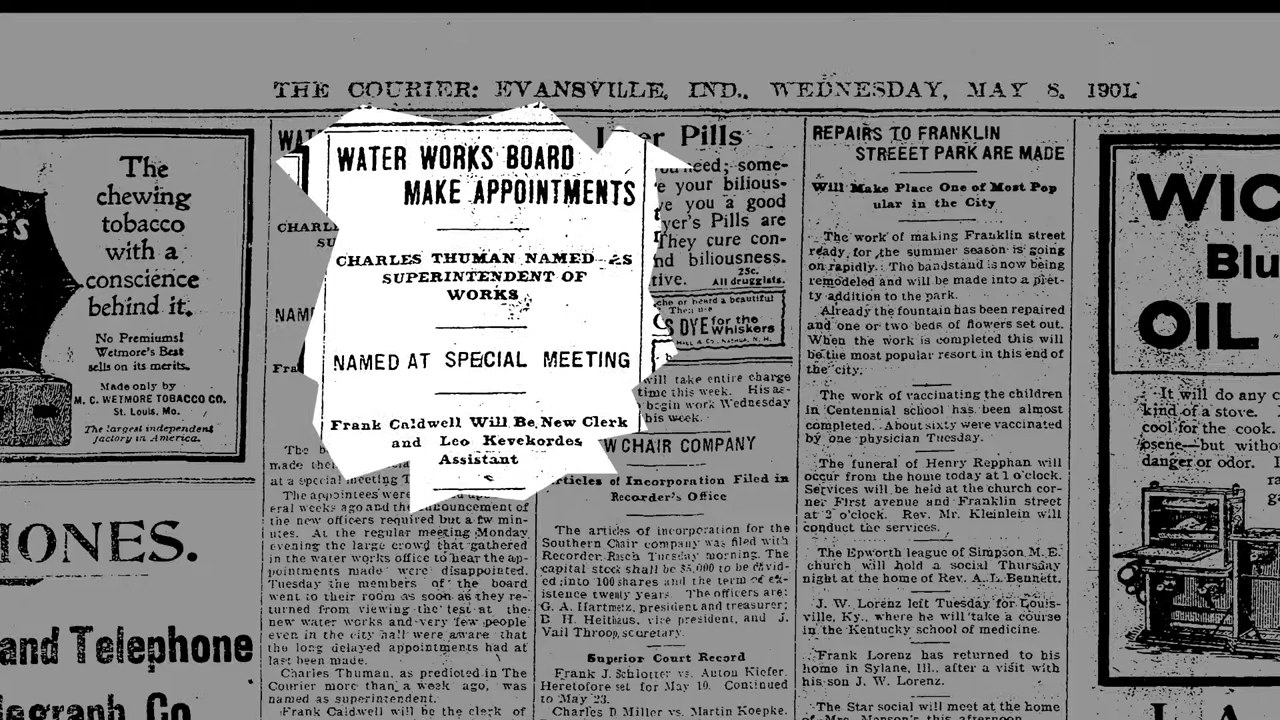 THE COURIER: EVANSVILLE, IND., WEDNESDAY, MAY 8, 1901.
The
chewing
tobacco
with a
conscience
behind it.
No Premiums!
Wetmore's Best
sells on its merits.
Made only by
M. C. WETMORE TOBACCO CO.
St. Louis, Mo.
The largest independent
factory in America.
and Telephone
WATER WORKS BOARD
MAKE APPOINTMENTS
CHARLES THUMAN NAMED AS
SUPERINTENDENT OF
WORKS
NAMED AT SPECIAL MEETING
Frank Caldwell Will Be New Clerk
and Leo Kevekordes
Assistant
The b
made the
at a special meeting T
The appointees were
eral weeks ago and the announcement of
the new officers required but a fw min-
utes. At the regular meeting Monday
evening the large crowd that gathered
in the water works office to hear the ap
pointments made were disappointed.
Tuesday the members of the board
went to their room as soon as they re-
turned from viewing the test at the
new water works and very few people
even in the city hall were aware that
the long delayed appointments had at
last been made.
Charles Thuman, as predicted in The
Courier more than a week ago, was
named as superintendent.
Frank Caldwell will be the clerk of
Pills
need; some-
e your bilious-
ve you a good
yer's Pills are
They cure con-
nd biliousness.
tive.
25c.
All druggists.
or heard a beautiful
Then use
DYE for the
Whiskers
will take entire charge
time this week. His as-
begin work Wednesday
his week.
W CHAIR COMPANY
Articles of Incorporation Filed in
Recorder's Office
The articles of incorporation for the
Southern Chair company was filed with
Recorder Rasch Tuesday morning. The
capital stock shall be $5,000 to be divid-
ed into 100 shares and the term of ex-
istence twenty years. The officers are:
G. A. Hartmetz, president and treasurer;
E H. Heithaus, vice president, and J.
Vail Throop, secretary.
Superior Court Record
Frank J. Schlotter vs. Anton Kiefer.
Heretofore set for May 10. Continued
to May 23.
Charles D Miller vs. Martin Koepke.
REPAIRS TO FRANKLIN
STREEET PARK ARE MADE
Will Make Place One of Most Pop
ular in the City
The work of making Franklin street
ready for the summer season is going
on rapidly. The bandstand is now being
remodeled and will be made into a pret-
ty addition to the park.
Already the fountain has been repaired
and one or two beds of flowers set out.
When the work is completed this will
be the most popular resort in this end of
the city.
The work of vaccinating the children
in Centennial school has been almost
completed. About sixty were vaccinated
by one physician Tuesday.
The funeral of Henry Repphan will
occur from the home today at 1 o'clock.
Services will be held at the church cor-
ner First avenue and Franklin street
at 2 o'clock. Rev. Mr. Kleinlein will
conduct the services.
The Epworth league of Simpson M. E.
church will hold a social Thursday
night at the home of Rev. A. L. Bennett.
J. W. Lorenz left Tuesday for Louis-
ville, Ky., where he will take a course
in the Kentucky school of medicine.
Frank Lorenz has returned to his
home in Sylane, Ill., after a visit with
his son J. W. Lorenz.
The Star social will meet at the home
of Mrs. Manson's this afternoon.
WIC
Blu
OIL
It will do any c
kind of a stove.
cool for the cook.
osene—but witho
danger or odor.